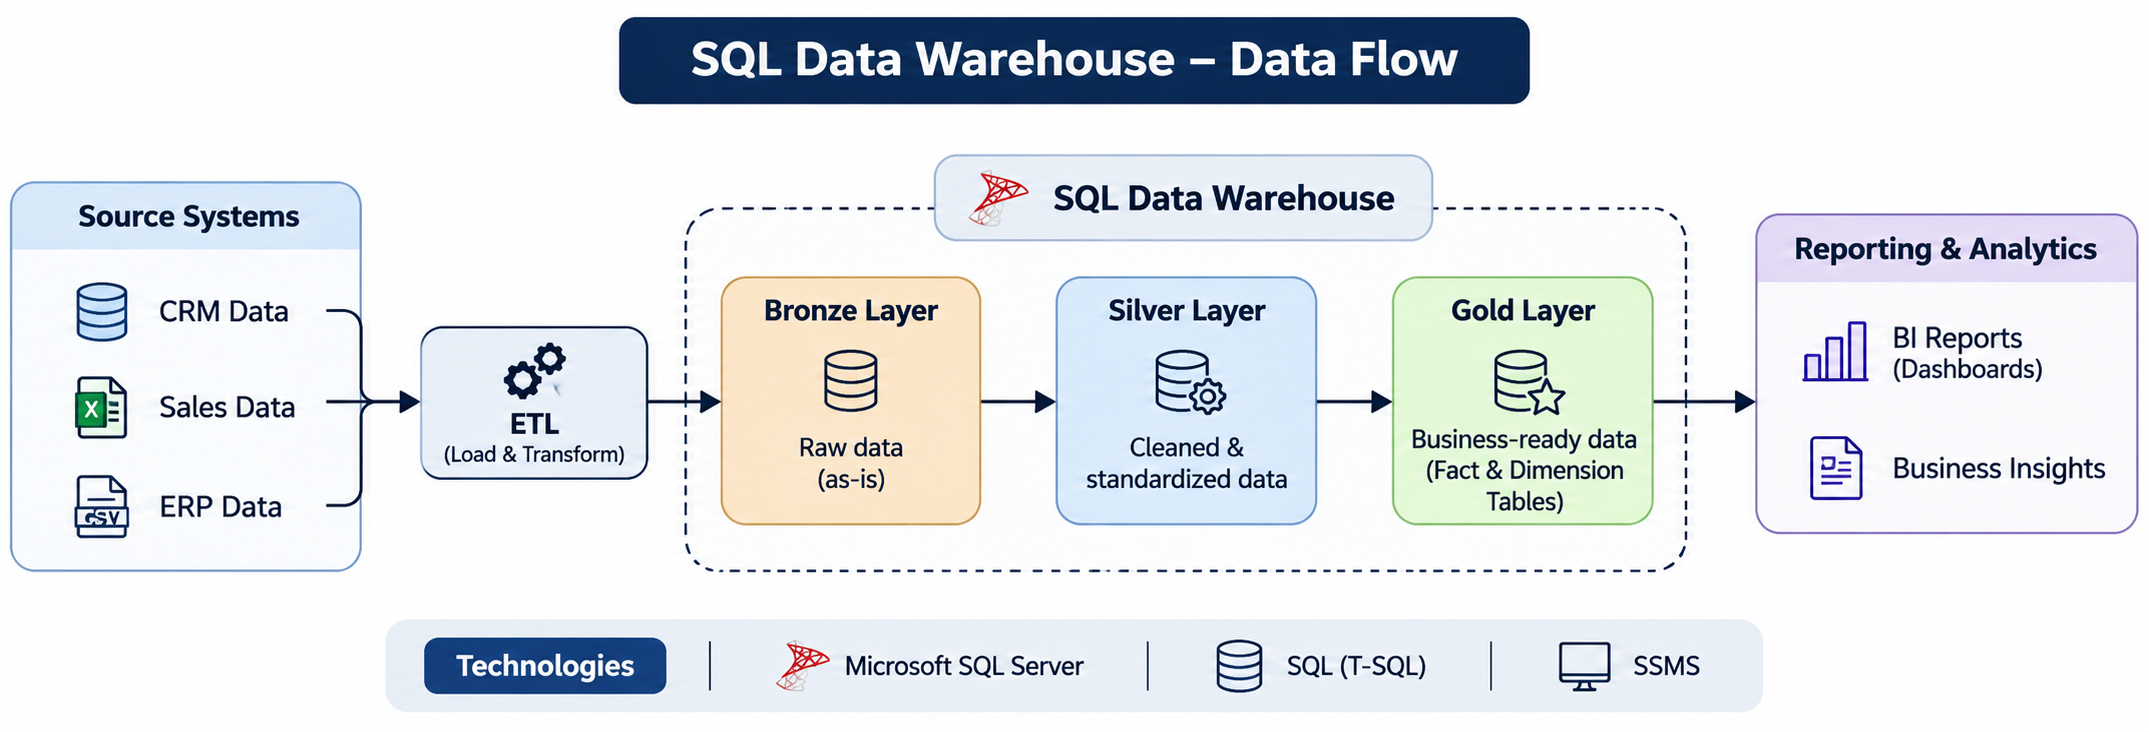 SQL Data Warehouse – Data Flow
Source Systems
CRM Data
Sales Data
X
ERP Data
CSV
ETL
(Load & Transform)
SQL Data Warehouse
Bronze Layer
Raw data
(as-is)
Silver Layer
Cleaned &
standardized data
Gold Layer
Business-ready data
(Fact & Dimension
Tables)
Reporting & Analytics
BI Reports
(Dashboards)
Business Insights
Technologies
Microsoft SQL Server
SQL (T-SQL)
SSMS